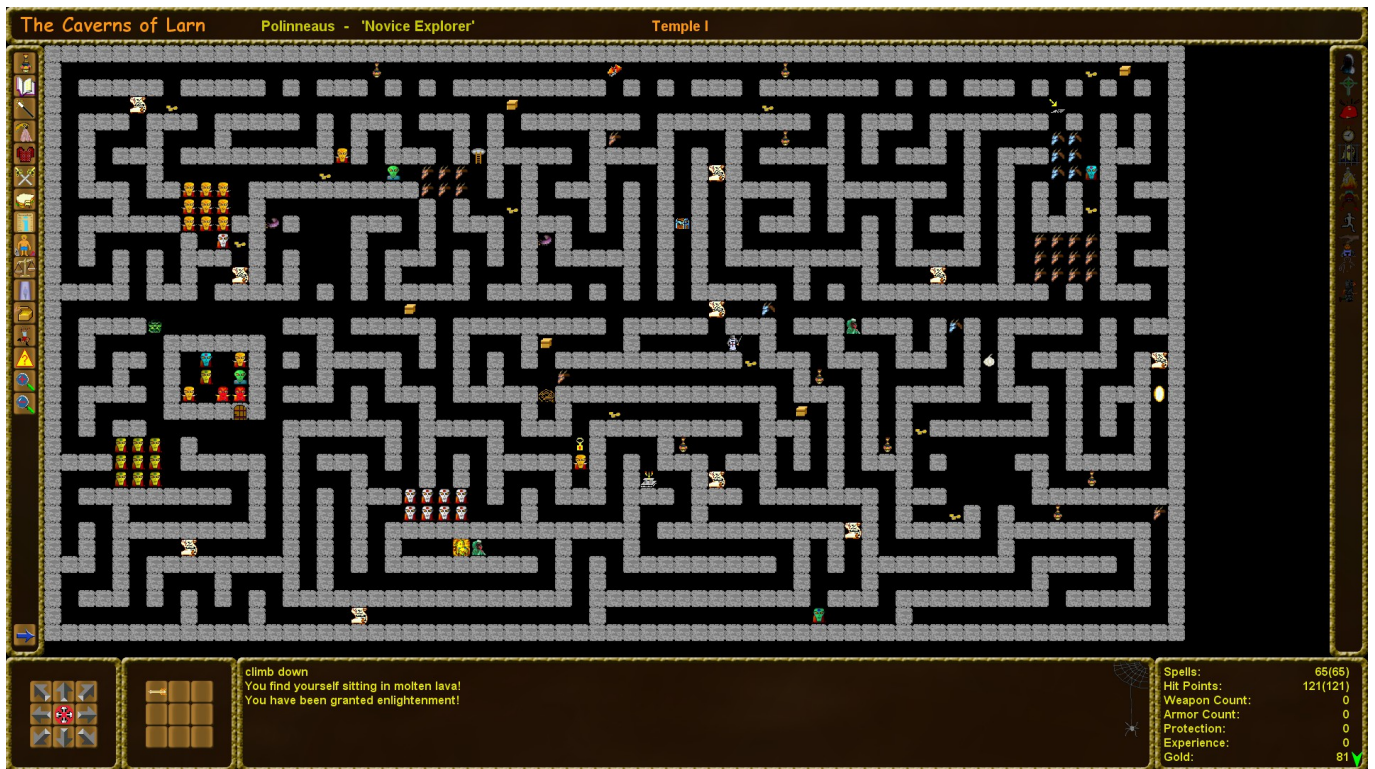 The Caverns of Larn
Polinneaus - 'Novice Explorer'
Temple I
climb down
You find yourself sitting in molten lava!
You have been granted enlightenment!
Spells: 65(65)
Hit Points: 121(121)
Weapon Count: 0
Armor Count: 0
Protection: 0
Experience: 0
Gold: 81